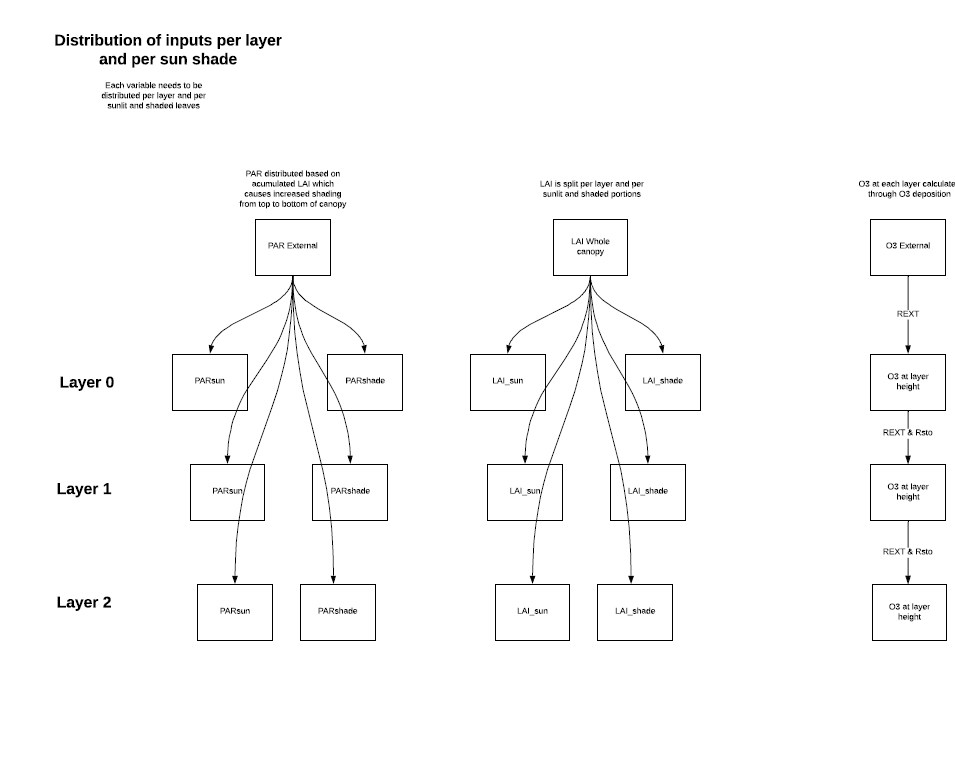 Distribution of inputs per layer
and per sun shade
Each variable needs to be
distributed per layer and per
sunlit and shaded leaves
PAR distributed based on
acumulated LAI which
causes increased shading
from top to bottom of canopy
LAI is split per layer and per
sunlit and shaded portions
O3 at each layer calculate
through O3 deposition
PAR External
LAI Whole
canopy
O3 External
REXT
Layer 0
PARsun
PARshade
LAI_sun
LAI_shade
O3 at layer
height
REXT & Rsto
Layer 1
PARsun
PARshade
LAI_sun
LAI_shade
O3 at layer
height
REXT & Rsto
Layer 2
PARsun
PARshade
LAI_sun
LAI_shade
O3 at layer
height